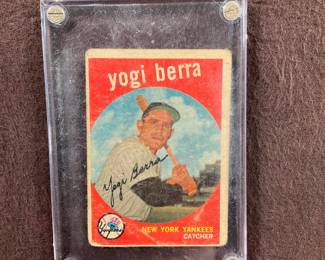 yogi berra
Yogi Berra
NEW YORK YANKEES
CATCHER